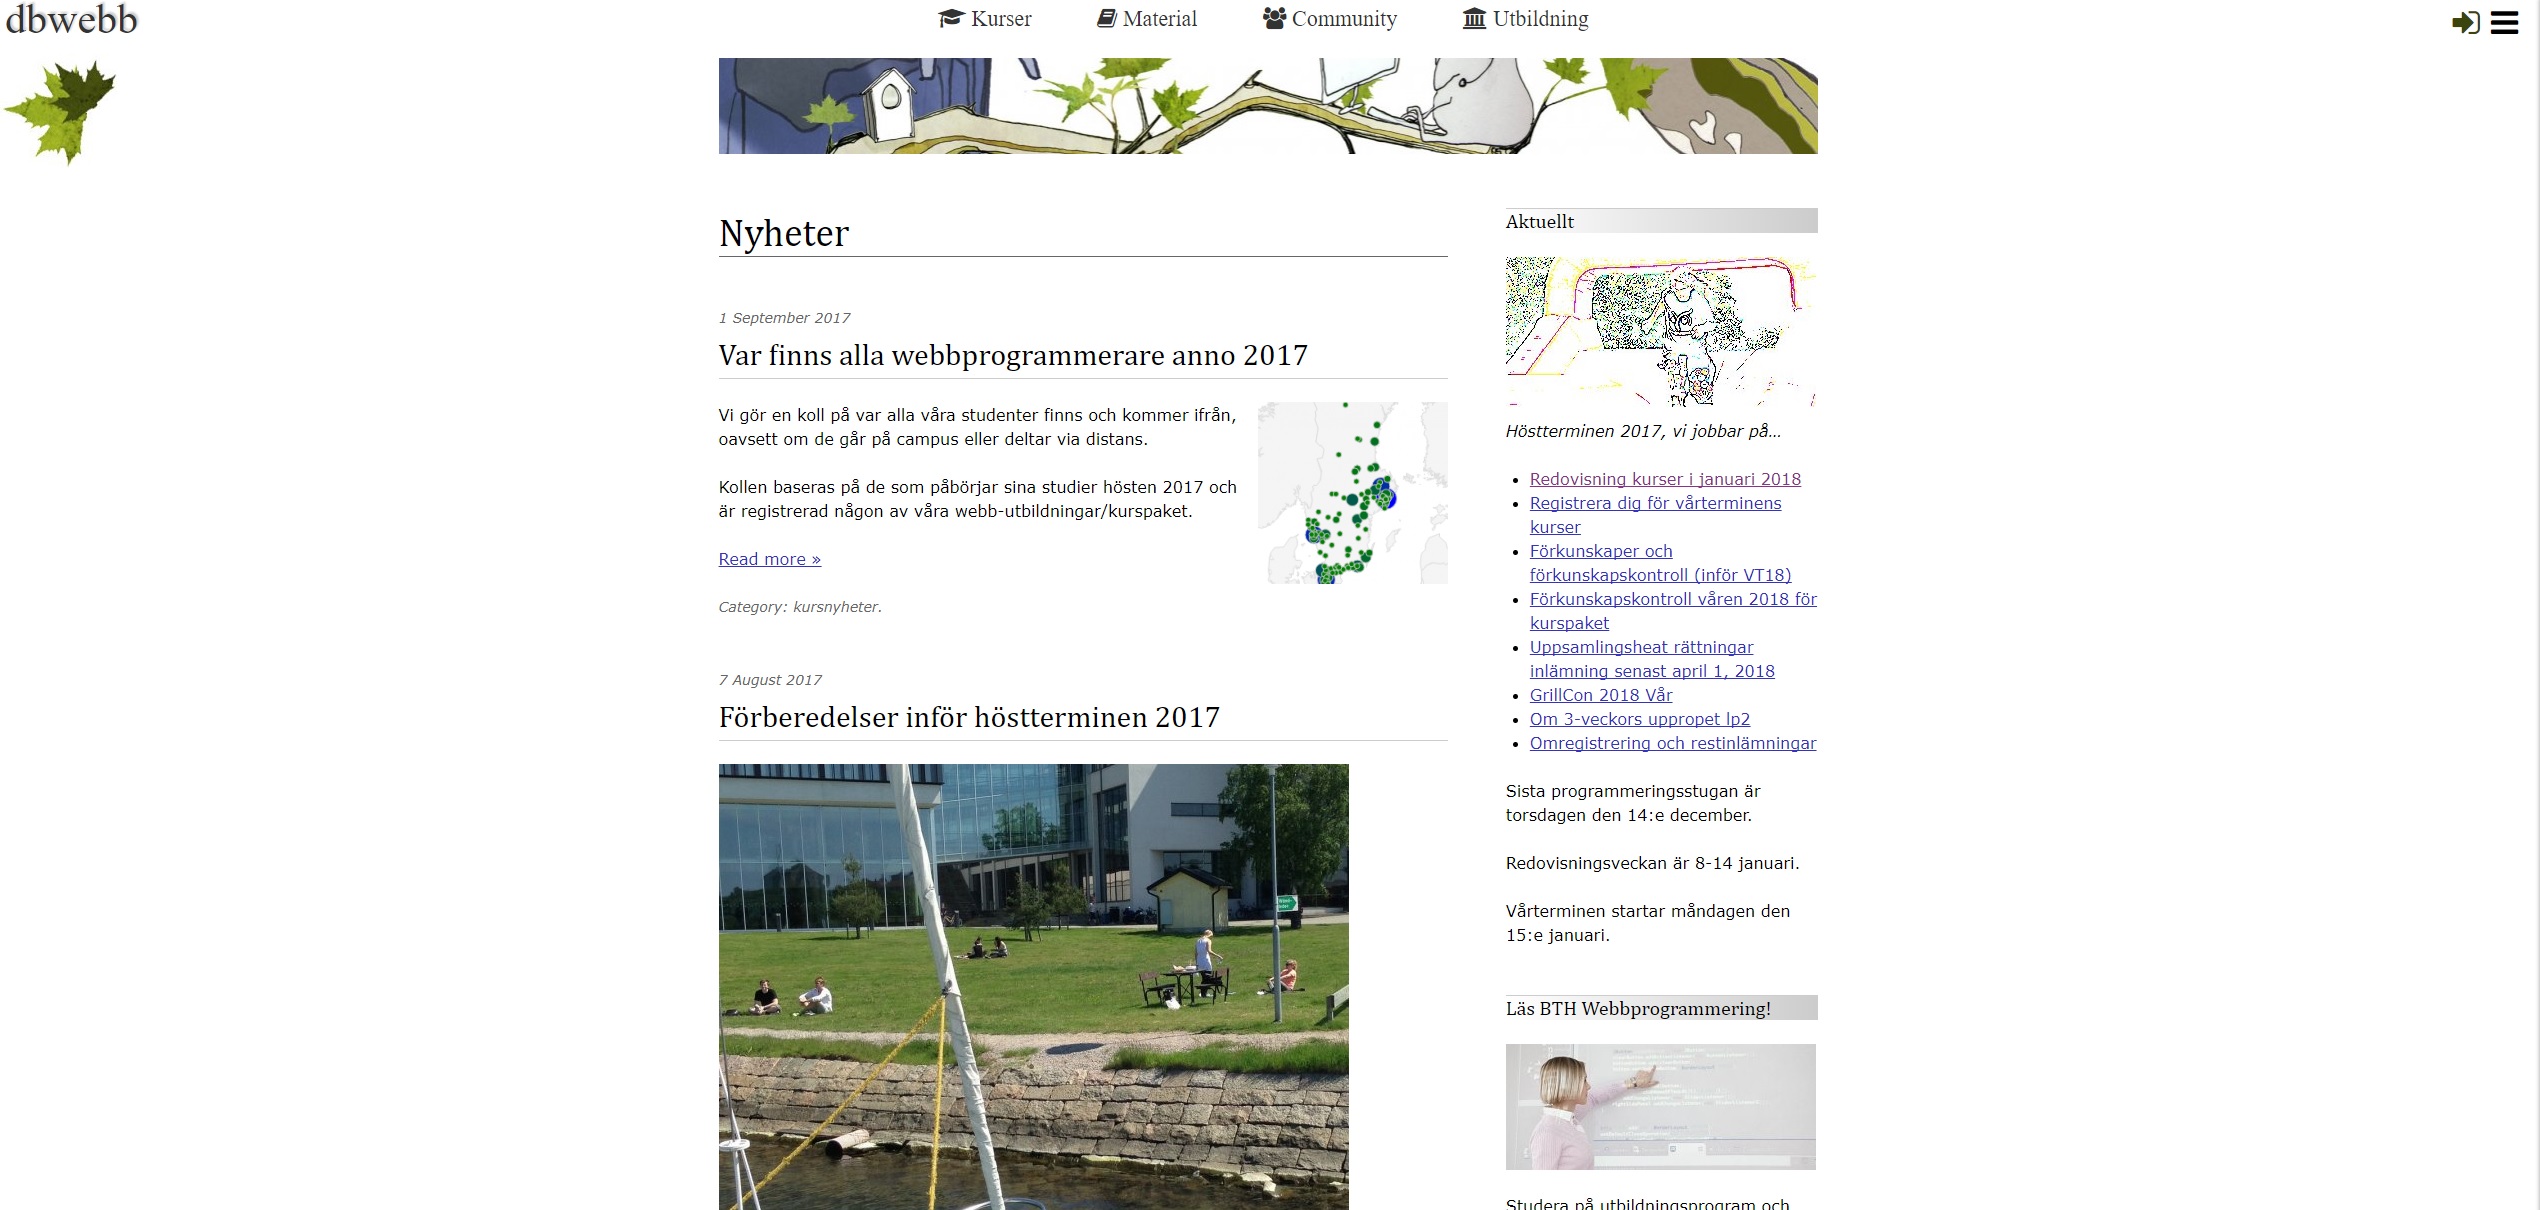 dbwebb
Kurser
Material
Community
Utbildning
Nyheter
1 September 2017
Var finns alla webbprogrammerare anno 2017
Vi gör en koll på var alla våra studenter finns och kommer ifrån,
oavsett om de går på campus eller deltar via distans.
Kollen baseras på de som påbörjar sina studier hösten 2017 och
är registrerad någon av våra webb-utbildningar/kurspaket.
Read more »
Category: kursnyheter.
7 August 2017
Förberedelser inför höstterminen 2017
Aktuellt
Höstterminen 2017, vi jobbar på...
Redovisning kurser i januari 2018
Registrera dig för vårterminens
kurser
Förkunskaper och
förkunskapskontroll (inför VT18)
Förkunskapskontroll våren 2018 för
kurspaket
Uppsamlingsheat rättningar
inlämning senast april 1, 2018
GrillCon 2018 Vår
Om 3-veckors uppropet lp2
Omregistrering och restinlämningar
Sista programmeringsstugan är
torsdagen den 14:e december.
Redovisningsveckan är 8-14 januari.
Vårterminen startar måndagen den
15:e januari.
Läs BTH Webbprogrammering!
Studera på utbildningsprogram och